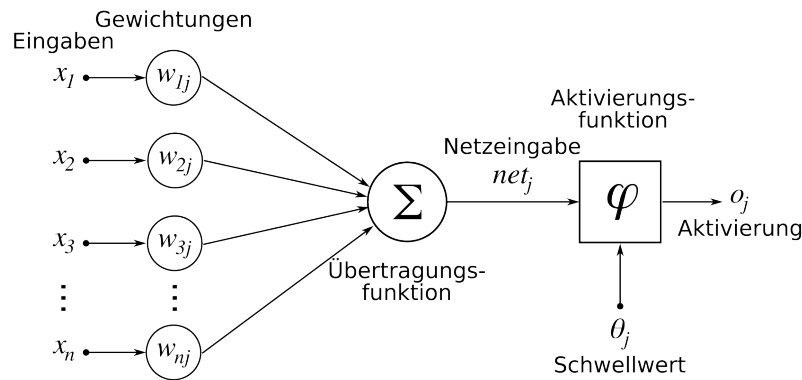 Gewichtungen
Eingaben
x₁ w₁ⱼ
x₂ w₂ⱼ
x₃ w₃ⱼ
⋮ ⋮
xₙ wₙⱼ
Σ
Übertragungs-
funktion
Netzeingabe
netⱼ
Aktivierungs-
funktion
φ
oⱼ
Aktivierung
θⱼ
Schwellwert